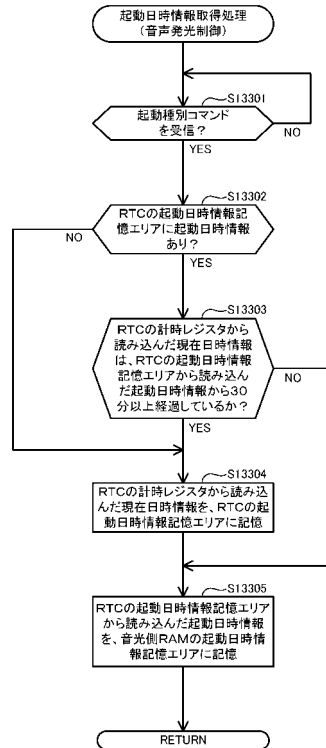 起動日時情報取得処理
(音声発光制御)
S13301
起動種別コマンド
を受信?
NO
YES
S13302
RTCの起動日時情報記
憶エリアに起動日時情報
あり?
NO
YES
S13303
RTCの計時レジスタから
読み込んだ現在日時情報
は、RTCの起動日時情報
記憶エリアから読み込ん
だ起動日時情報から30
分以上経過しているか?
NO
YES
S13304
RTCの計時レジスタから読み込
んだ現在日時情報を、RTCの起
動日時情報記憶エリアに記憶
S13305
RTCの起動日時情報記憶エリア
から読み込んだ起動日時情報
を、音光側RAMの起動日時情
報記憶エリアに記憶
RETURN